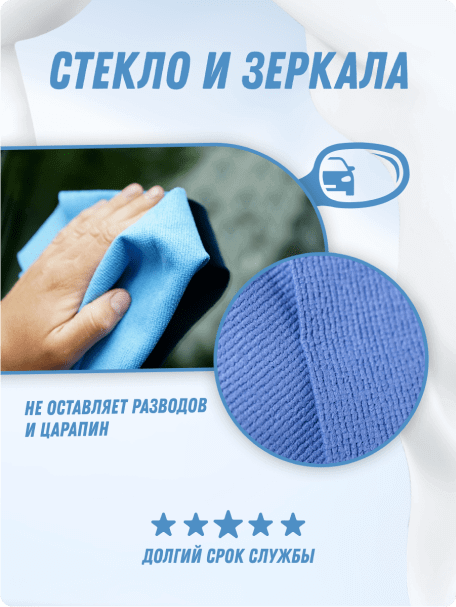 СТЕКЛО И ЗЕРКАЛА
НЕ ОСТАВЛЯЕТ РАЗВОДОВ
И ЦАРАПИН
ДОЛГИЙ СРОК СЛУЖБЫ